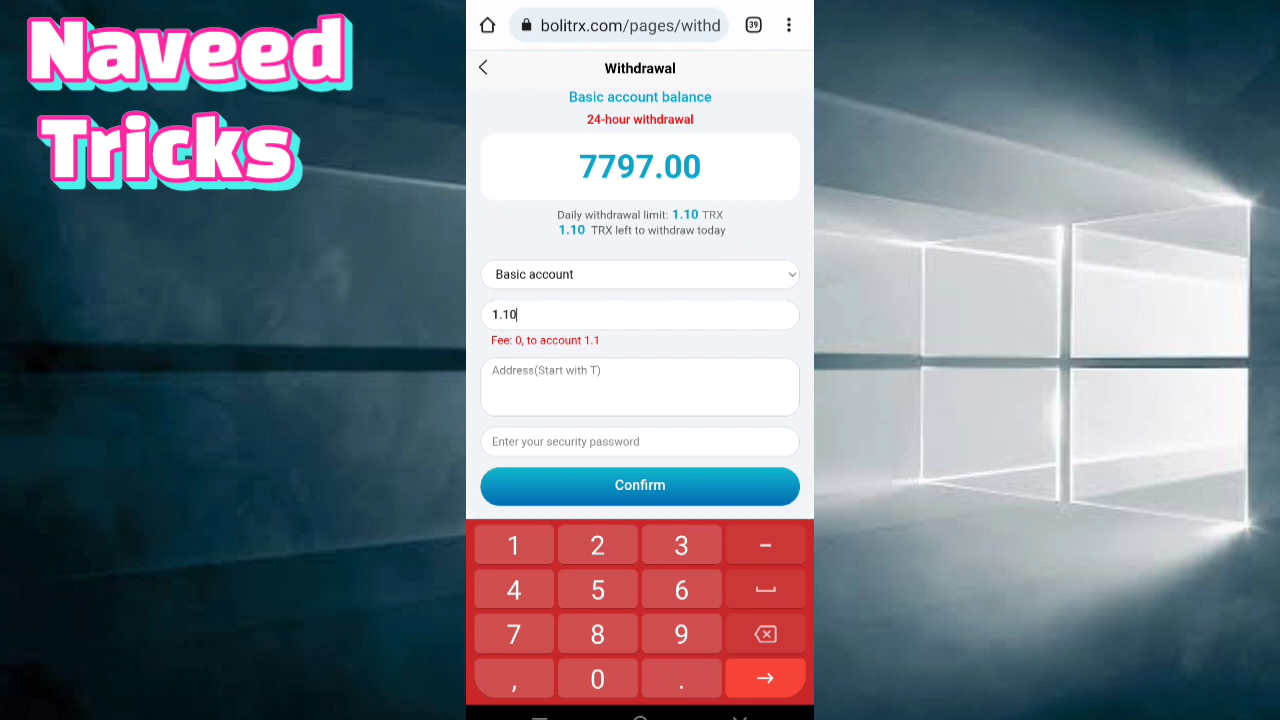 Naveed
Tricks
bolitrx.com/pages/withd
39
Withdrawal
Basic account balance
24-hour withdrawal
7797.00
Daily withdrawal limit: 1.10 TRX
1.10 TRX left to withdraw today
Basic account
1.10
Fee: 0, to account 1.1
Address(Start with T)
Enter your security password
Confirm
1 2 3 -
4 5 6
7 8 9
, 0 .